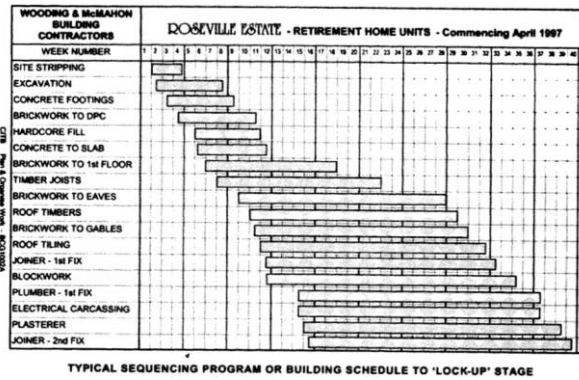 WOODING & McMAHON
BUILDING
CONTRACTORS
ROSEVILLE ESTATE - RETIREMENT HOME UNITS - Commencing April 1997
WEEK NUMBER 1 2 3 4 5 6 7 8 9 10 11 12 13 14 15 16 17 18 19 20 21 22 23 24 25 26 27 28 29 30 31 32 33 34 35 36 37 38 39 40
SITE STRIPPING
EXCAVATION
CONCRETE FOOTINGS
BRICKWORK TO DPC
HARDCORE FILL
CONCRETE TO SLAB
BRICKWORK TO 1st FLOOR
TIMBER JOISTS
BRICKWORK TO EAVES
ROOF TIMBERS
BRICKWORK TO GABLES
ROOF TILING
JOINER - 1st FIX
BLOCKWORK
PLUMBER - 1st FIX
ELECTRICAL CARCASSING
PLASTERER
JOINER - 2nd FIX
TYPICAL SEQUENCING PROGRAM OR BUILDING SCHEDULE TO 'LOCK-UP' STAGE